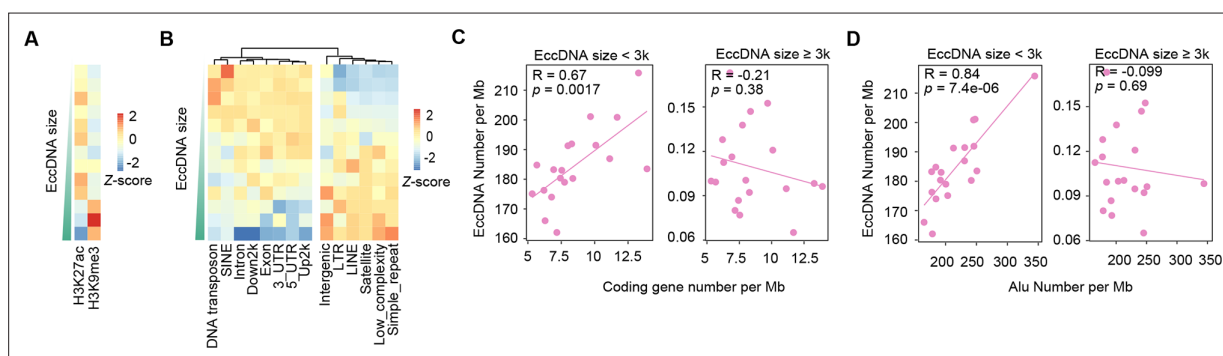 A
EccDNA size
2
0
-2
Z-score
H3K27ac
H3K9me3
B
EccDNA size
DNA transposon
SINE
Intron
Down2k
Exon
3_UTR
5_UTR
Up2k
Intergenic
LTR
LINE
Satellite
Low_complexity
Simple_repeat
2
0
-2
Z-score
C
EccDNA size < 3k
EccDNA size ≥ 3k
R = 0.67
p = 0.0017
R = -0.21
p = 0.38
EccDNA Number per Mb
210
200
190
180
170
160
0.15
0.12
0.09
0.06
5 7.5 10 12.5
5 7.5 10 12.5
Coding gene number per Mb
D
EccDNA size < 3k
EccDNA size ≥ 3k
R = 0.84
p = 7.4e-06
R = -0.099
p = 0.69
EccDNA Number per Mb
210
200
190
180
170
160
0.15
0.12
0.09
0.06
200 250 300 350
200 250 300 350
Alu Number per Mb